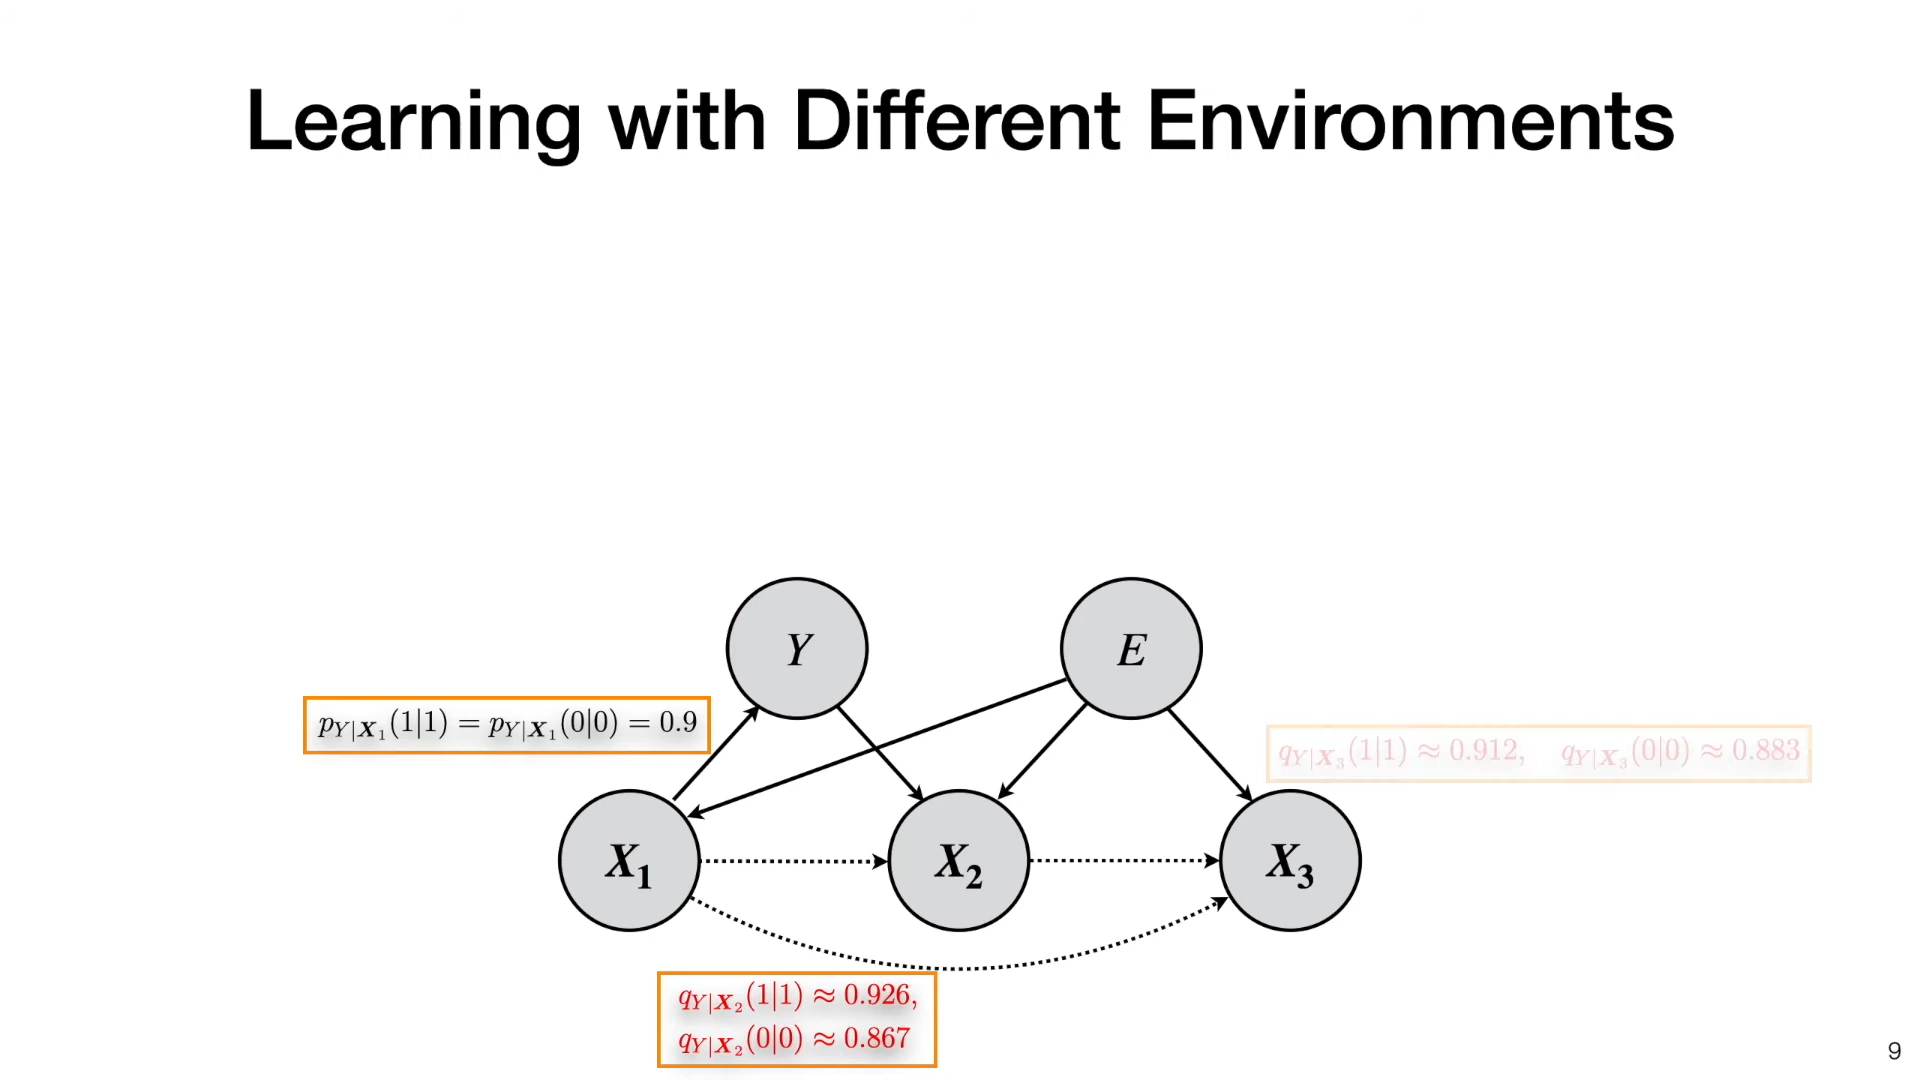 Learning with Different Environments
Y
E
p_{Y|X_1}(1|1) = p_{Y|X_1}(0|0) = 0.9
q_{Y|X_3}(1|1) ≈ 0.912, q_{Y|X_3}(0|0) ≈ 0.883
X_1
X_2
X_3
q_{Y|X_2}(1|1) ≈ 0.926,
q_{Y|X_2}(0|0) ≈ 0.867
9